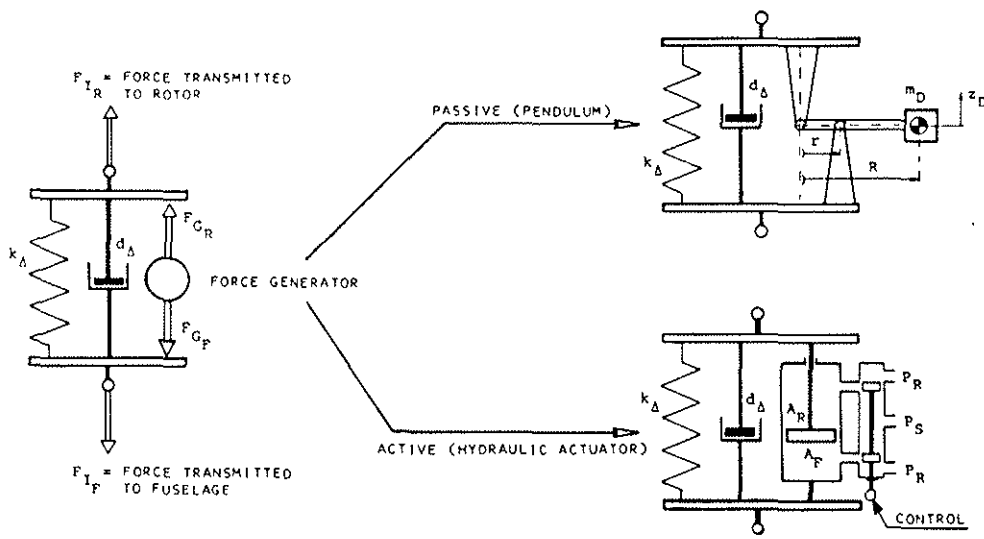 F_I_R = FORCE TRANSMITTED
TO ROTOR
k_Δ
d_Δ
F_G_R
F_G_F
FORCE GENERATOR
F_I_F = FORCE TRANSMITTED
TO FUSELAGE
PASSIVE (PENDULUM)
k_Δ
d_Δ
m_D
z_D
r
R
ACTIVE (HYDRAULIC ACTUATOR)
k_Δ
d_Δ
A_R
A_F
P_R
P_S
P_R
CONTROL